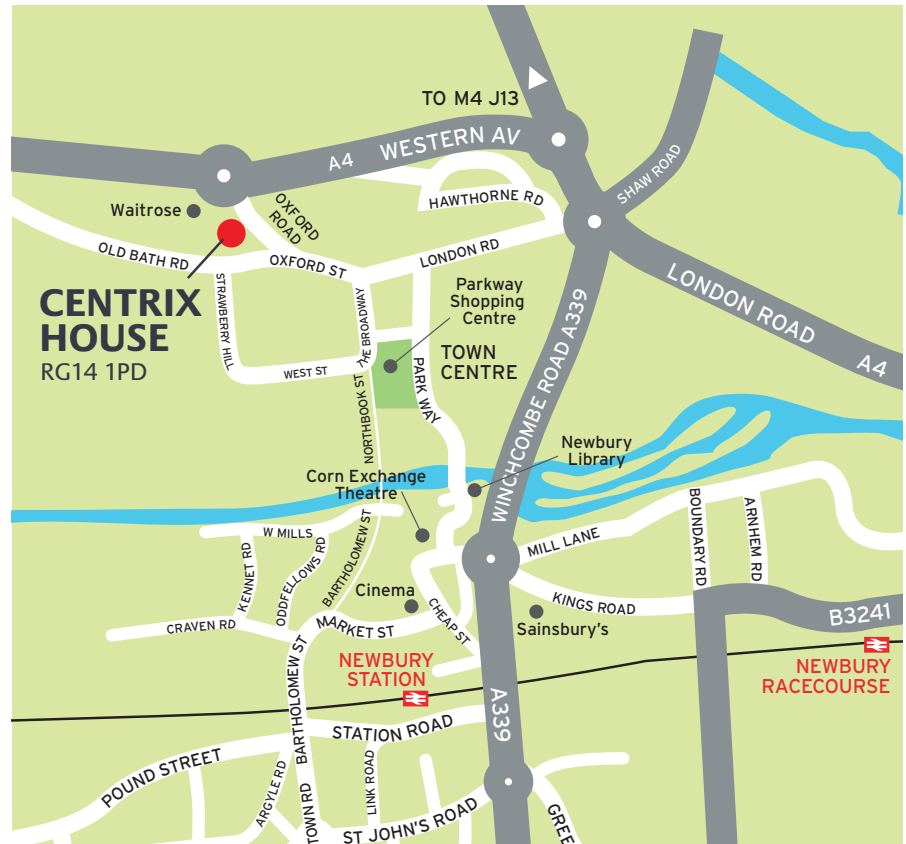 TO M4 J13
A4
WESTERN AV
SHAW ROAD
HAWTHORNE RD
Waitrose
OXFORD
ROAD
OLD BATH RD
OXFORD ST
LONDON RD
LONDON ROAD
A4
CENTRIX
HOUSE
RG14 1PD
STRAWBERRY HILL
THE BROADWAY
Parkway
Shopping
Centre
TOWN
CENTRE
WEST ST
PARK WAY
NORTHBOOK ST
WINCHCOMBE ROAD A339
Newbury
Library
Corn Exchange
Theatre
W MILLS
KENNET RD
ODDFELLOWS RD
BARTHOLOMEW ST
MILL LANE
BOUNDARY RD
ARNHEM RD
Cinema
CHEAP ST
KINGS ROAD
Sainsbury's
B3241
CRAVEN RD
MARKET ST
NEWBURY
STATION
NEWBURY
RACECOURSE
BARTHOLOMEW ST
A339
STATION ROAD
POUND STREET
ARGYLE RD
LINK ROAD
TOWN RD
ST JOHN'S ROAD
GREE